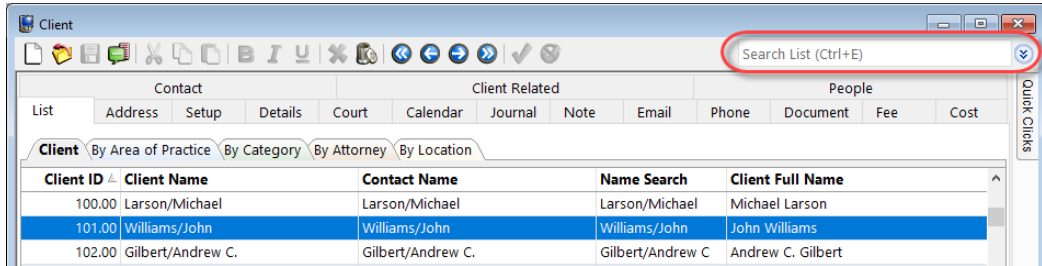 Client
B I U
Search List (Ctrl+E)
Contact Client Related People
List Address Setup Details Court Calendar Journal Note Email Phone Document Fee Cost
Quick Clicks
Client By Area of Practice By Category By Attorney By Location
Client ID Client Name Contact Name Name Search Client Full Name
100.00 Larson/Michael Larson/Michael Larson/Michael Michael Larson
101.00 Williams/John Williams/John Williams/John John Williams
102.00 Gilbert/Andrew C. Gilbert/Andrew C. Gilbert/Andrew C Andrew C. Gilbert